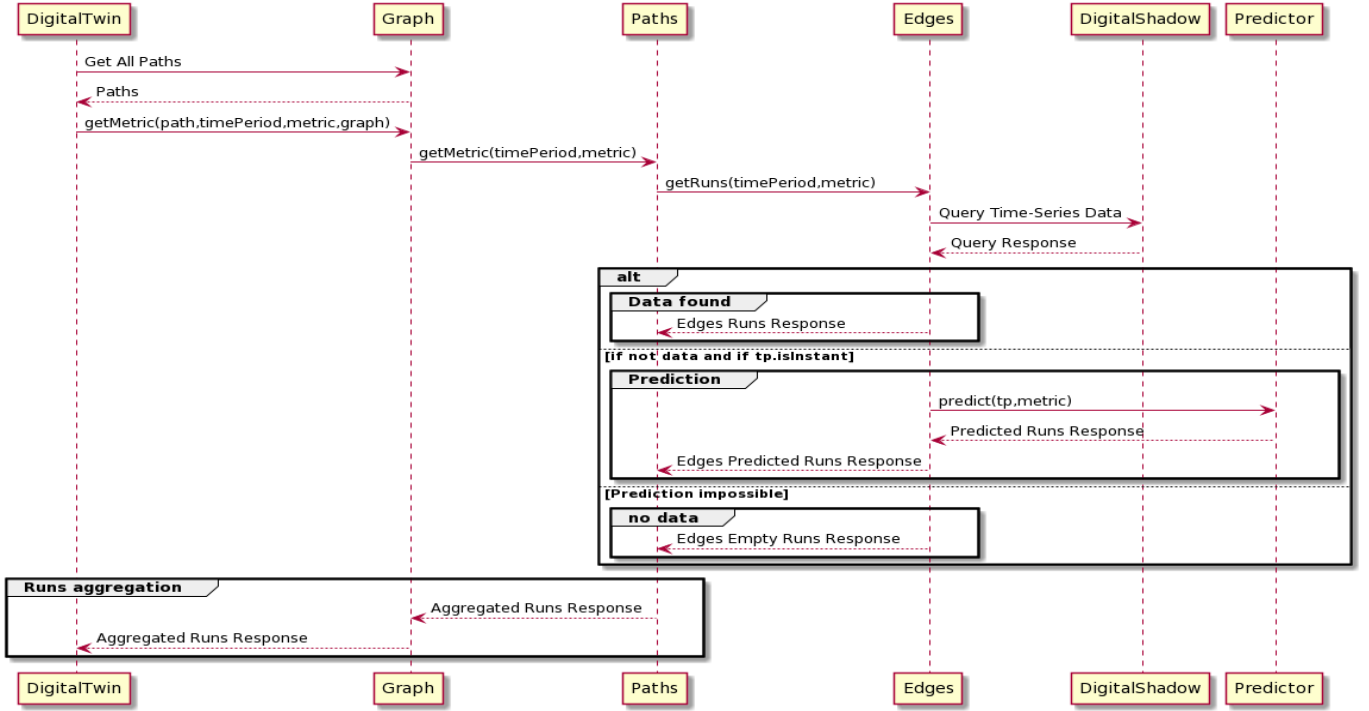 DigitalTwin Graph Paths Edges DigitalShadow Predictor
Get All Paths
Paths
getMetric(path,timePeriod,metric,graph)
getMetric(timePeriod,metric)
getRuns(timePeriod,metric)
Query Time-Series Data
Query Response
alt
Data found
Edges Runs Response
[if not data and if tp.isInstant]
Prediction
predict(tp,metric)
Predicted Runs Response
Edges Predicted Runs Response
[Prediction impossible]
no data
Edges Empty Runs Response
Runs aggregation
Aggregated Runs Response
Aggregated Runs Response
DigitalTwin Graph Paths Edges DigitalShadow Predictor